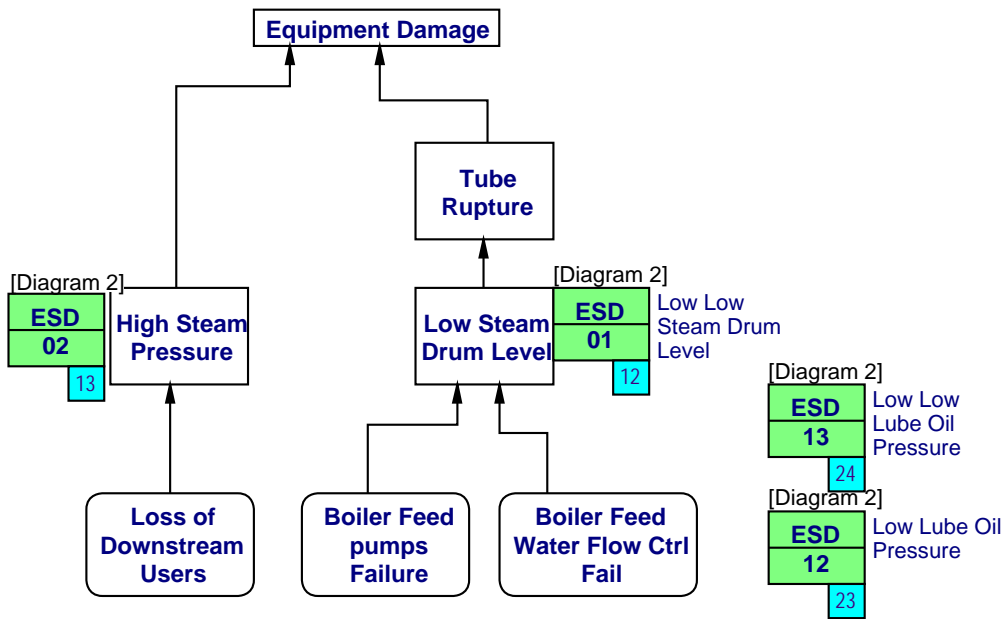 Equipment Damage
Tube
Rupture
[Diagram 2]
ESD
02
13
High Steam
Pressure
Low Steam
Drum Level
[Diagram 2]
ESD
01
12
Low Low
Steam Drum
Level
[Diagram 2]
ESD
13
24
Low Low
Lube Oil
Pressure
[Diagram 2]
ESD
12
23
Low Lube Oil
Pressure
Loss of
Downstream
Users
Boiler Feed
pumps
Failure
Boiler Feed
Water Flow Ctrl
Fail